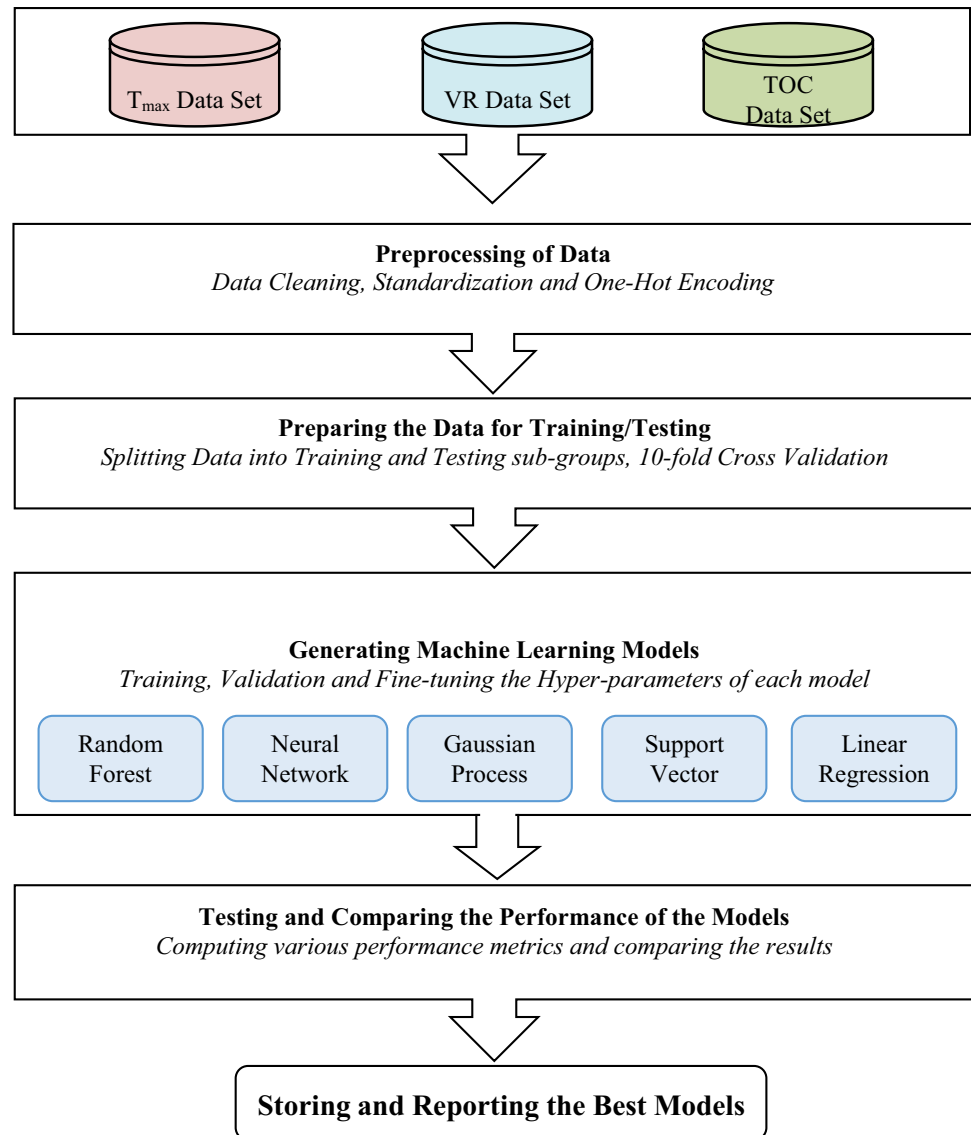 T_max Data Set
VR Data Set
TOC
Data Set
Preprocessing of Data
Data Cleaning, Standardization and One-Hot Encoding
Preparing the Data for Training/Testing
Splitting Data into Training and Testing sub-groups, 10-fold Cross Validation
Generating Machine Learning Models
Training, Validation and Fine-tuning the Hyper-parameters of each model
Random
Forest
Neural
Network
Gaussian
Process
Support
Vector
Linear
Regression
Testing and Comparing the Performance of the Models
Computing various performance metrics and comparing the results
Storing and Reporting the Best Models